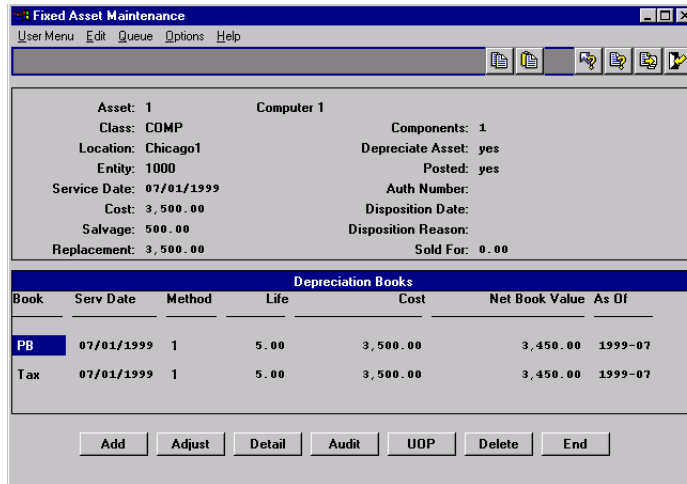 Fixed Asset Maintenance
User Menu Edit Queue Options Help
Asset: 1 Computer 1
Class: COMP Components: 1
Location: Chicago1 Depreciate Asset: yes
Entity: 1000 Posted: yes
Service Date: 07/01/1999 Auth Number:
Cost: 3,500.00 Disposition Date:
Salvage: 500.00 Disposition Reason:
Replacement: 3,500.00 Sold For: 0.00
Depreciation Books
Book Serv Date Method Life Cost Net Book Value As Of
PB 07/01/1999 1 5.00 3,500.00 3,450.00 1999-07
Tax 07/01/1999 1 5.00 3,500.00 3,450.00 1999-07
Add Adjust Detail Audit UOP Delete End